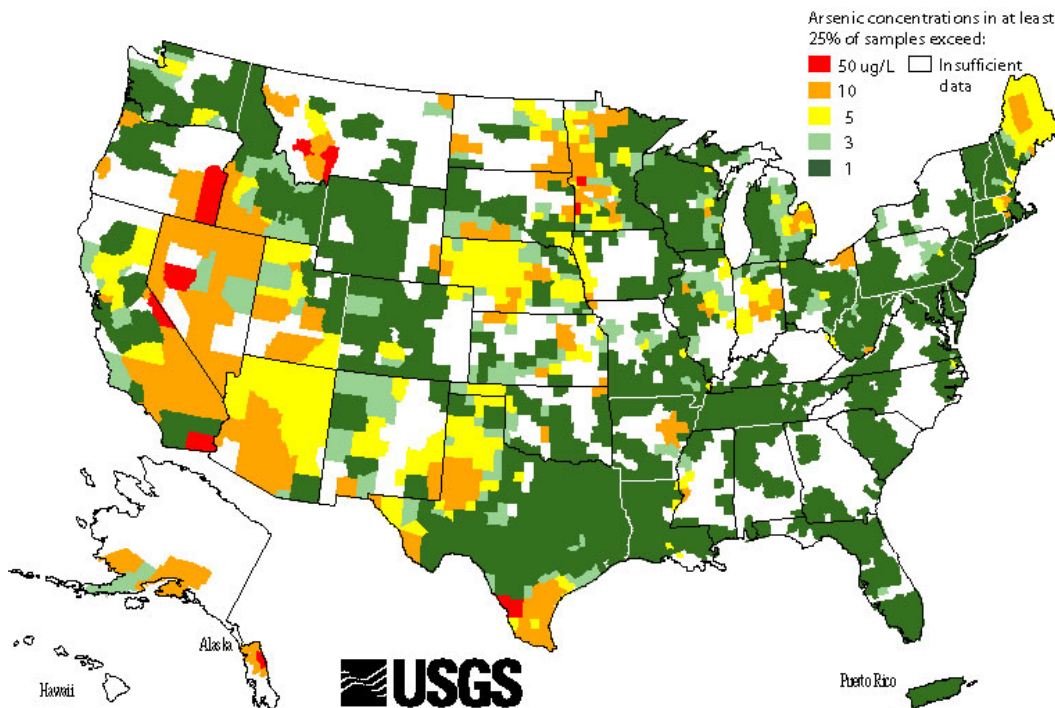 Arsenic concentrations in at least
25% of samples exceed:
50 ug/L Insufficient
10 data
5
3
1
Alaska
Hawaii
USGS
Puerto Rico